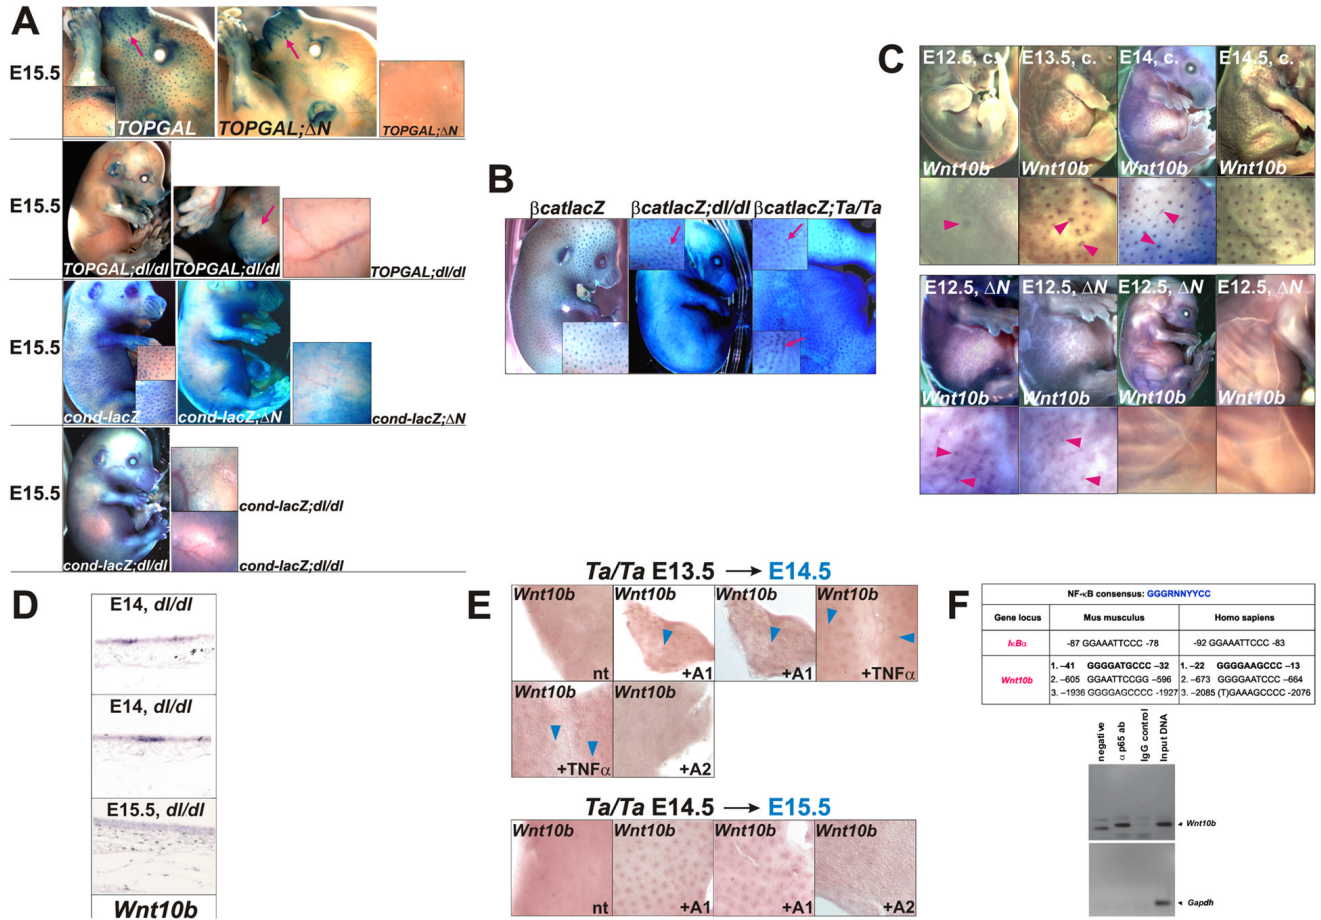 A
E15.5
TOPGAL
TOPGAL;ΔN
TOPGAL;ΔN
E15.5
TOPGAL;dl/dl
TOPGAL;dl/dl
TOPGAL;dl/dl
E15.5
cond-lacZ
cond-lacZ;ΔN
cond-lacZ;ΔN
E15.5
cond-lacZ;dl/dl
cond-lacZ;dl/dl
cond-lacZ;dl/dl
B
βcatlacZ
βcatlacZ;dl/dl
βcatlacZ;Ta/Ta
C
E12.5, c.
E13.5, c.
E14, c.
E14.5, c.
Wnt10b
Wnt10b
Wnt10b
Wnt10b
E12.5, ΔN
E12.5, ΔN
E12.5, ΔN
E12.5, ΔN
Wnt10b
Wnt10b
Wnt10b
Wnt10b
D
E14, dl/dl
E14, dl/dl
E15.5, dl/dl
Wnt10b
E
Ta/Ta E13.5 → E14.5
Wnt10b
Wnt10b
Wnt10b
Wnt10b
nt
+A1
+A1
+TNFα
Wnt10b
Wnt10b
+TNFα
+A2
Ta/Ta E14.5 → E15.5
Wnt10b
Wnt10b
Wnt10b
Wnt10b
nt
+A1
+A1
+A2
F
NF-κB consensus: GGGRNNYYCC
Gene locus
Mus musculus
Homo sapiens
IκBα
-87 GGAAATTCCC -78
-92 GGAAATTCCC -83
Wnt10b
1. –41 GGGGATGCCC –32
2. –605 GGAATTCCGG –596
3. –1936 GGGGAGCCCC -1927
1. –22 GGGGAAGCCC –13
2. –673 GGGGAATCCC –664
3. –2085 (T)GAAAGCCCC -2076
negative
α p65 ab
IgG control
Input DNA
Wnt10b
Gapdh